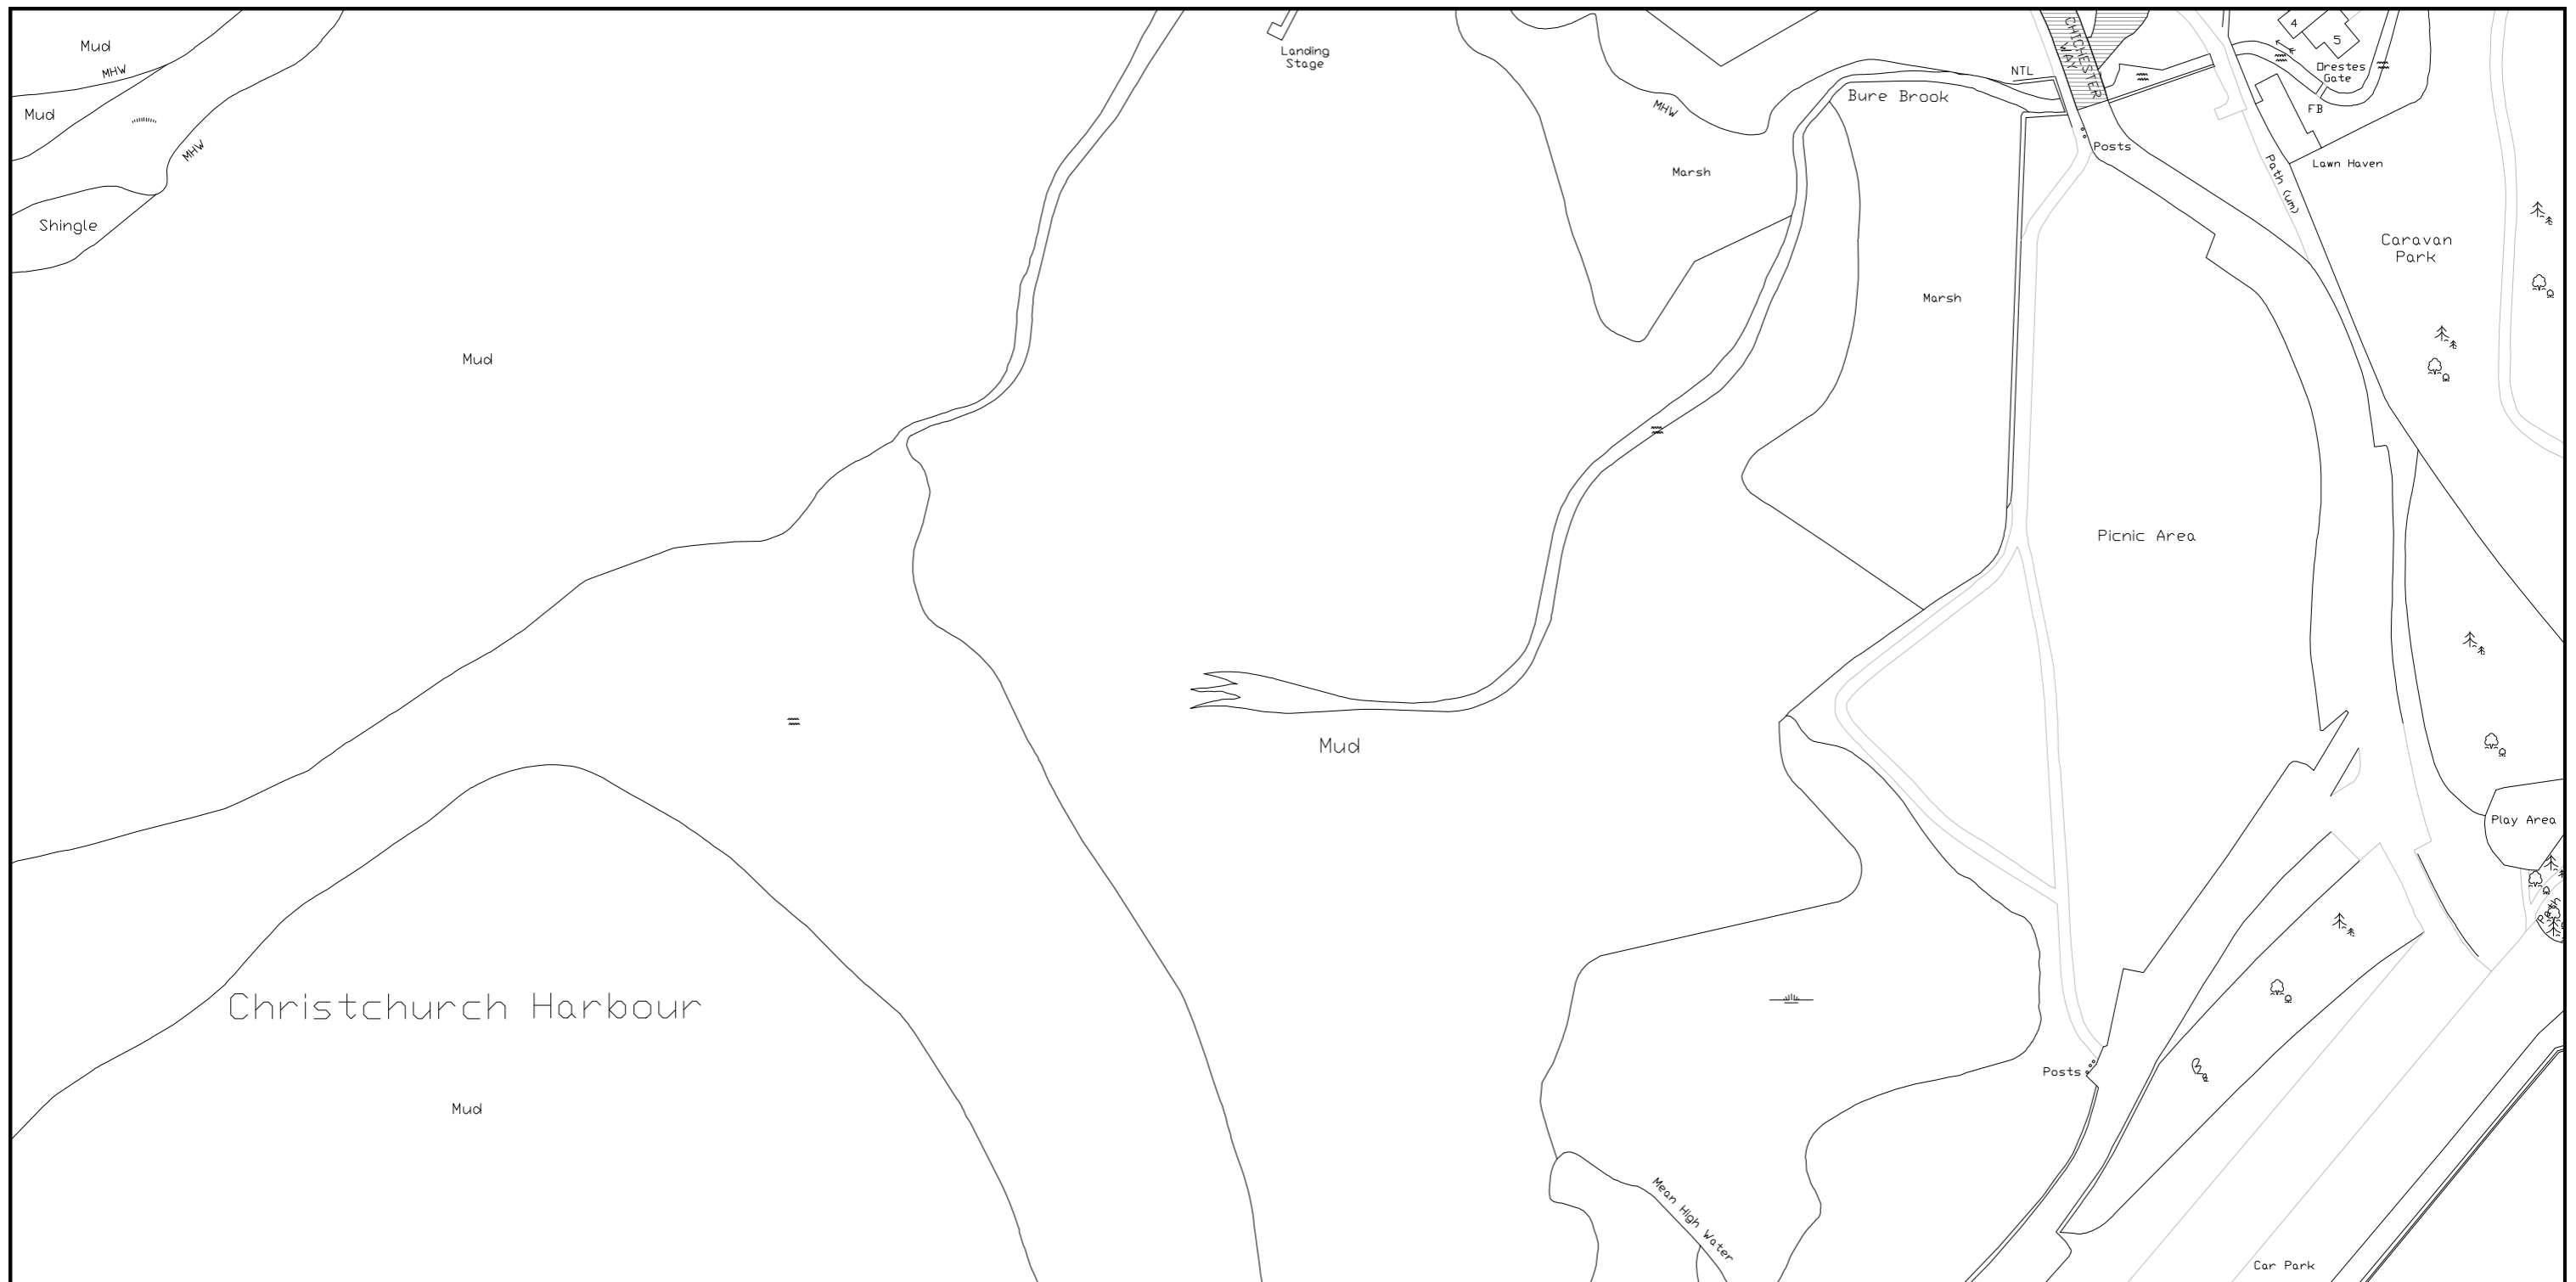 Mud
MHW
Mud
MHW
Shingle
Landing
Stage
MHW
Bure Brook
NTL
CHICHESTER
WAY
4
5
Orestes
Gate
FB
Posts
Path (um)
Lawn Haven
Marsh
Caravan
Park
Marsh
Mud
Picnic Area
Mud
Play Area
Path
Christchurch Harbour
Mud
Posts
Mean High Water
Car Park